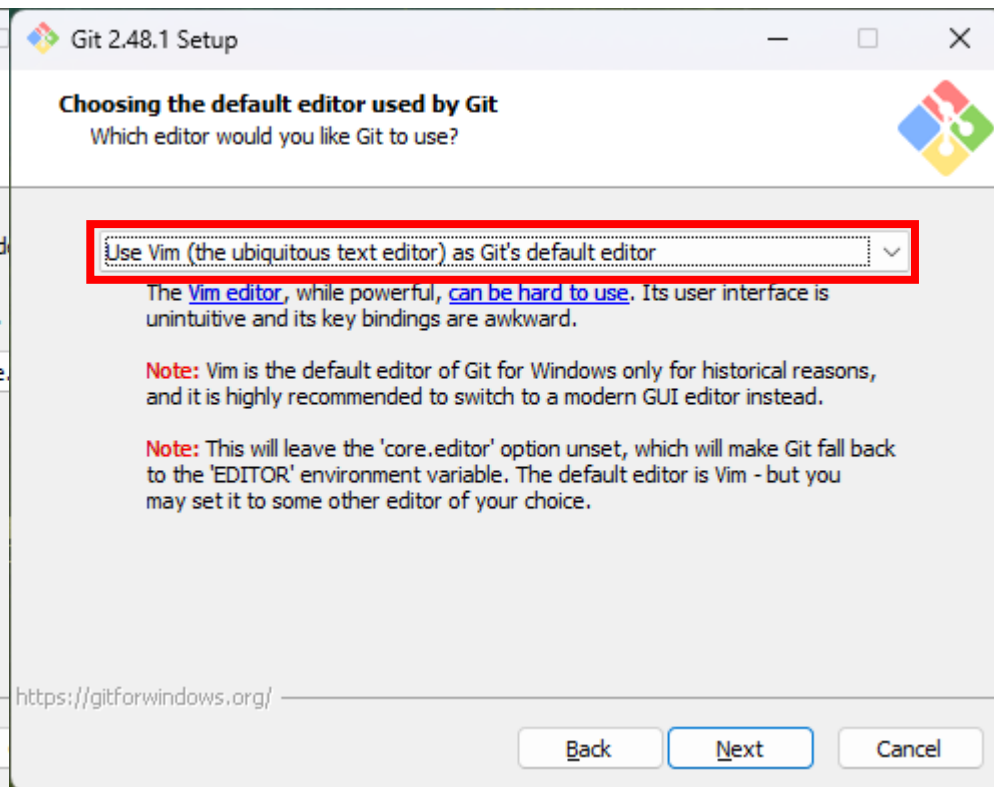 Git 2.48.1 Setup
Choosing the default editor used by Git
Which editor would you like Git to use?
Use Vim (the ubiquitous text editor) as Git's default editor
The Vim editor, while powerful, can be hard to use. Its user interface is
unintuitive and its key bindings are awkward.
Note: Vim is the default editor of Git for Windows only for historical reasons,
and it is highly recommended to switch to a modern GUI editor instead.
Note: This will leave the 'core.editor' option unset, which will make Git fall back
to the 'EDITOR' environment variable. The default editor is Vim - but you
may set it to some other editor of your choice.
https://gitforwindows.org/
Back Next Cancel